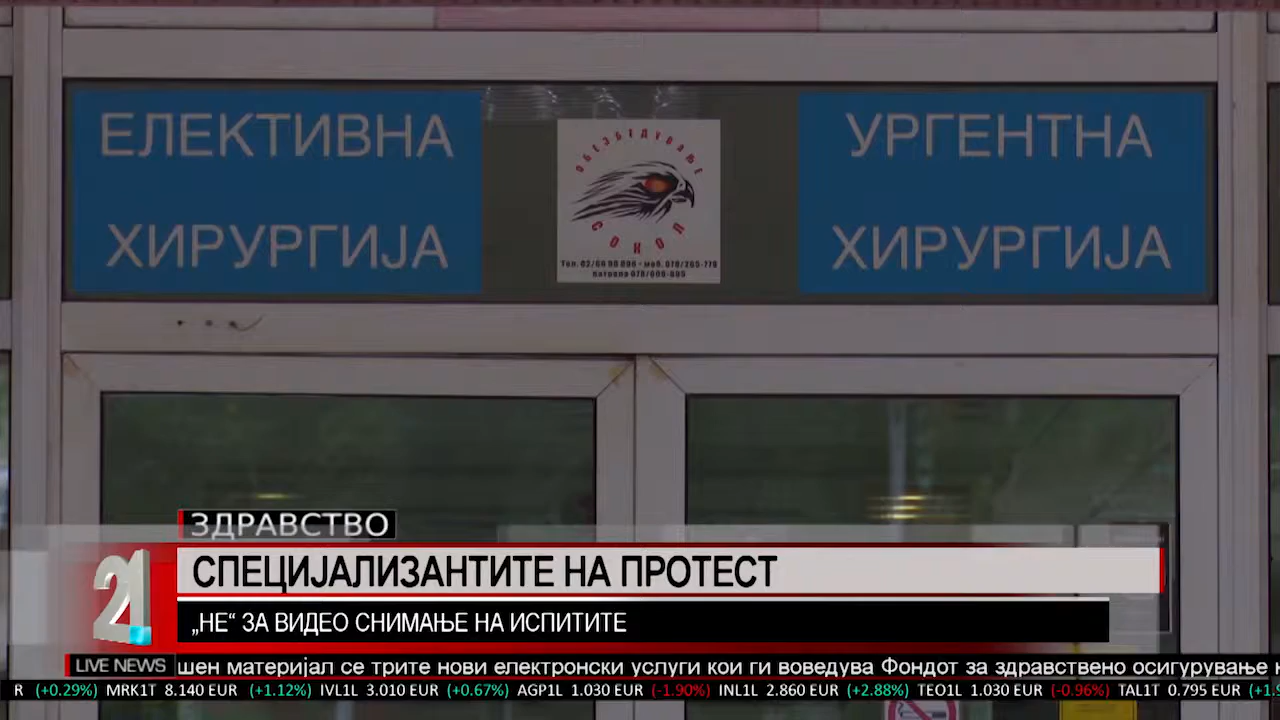 ЕЛЕКТИВНА
ХИРУРГИЈА
ОБЕЗБЕДУВАЊЕ
СОКОЛ
УРГЕНТНА
ХИРУРГИЈА
ЗДРАВСТВО
21
СПЕЦИЈАЛИЗАНТИТЕ НА ПРОТЕСТ
„НЕ“ ЗА ВИДЕО СНИМАЊЕ НА ИСПИТИТЕ
LIVE NEWS
шен материјал се трите нови електронски услуги кои ги воведува Фондот за здравствено осигурување
R (+0.29%) MRK1T 8.140 EUR (+1.12%) IVL1L 3.010 EUR (+0.67%) AGP1L 1.030 EUR (-1.90%) INL1L 2.860 EUR (+2.88%) TEO1L 1.030 EUR (-0.96%) TAL1T 0.795 EUR